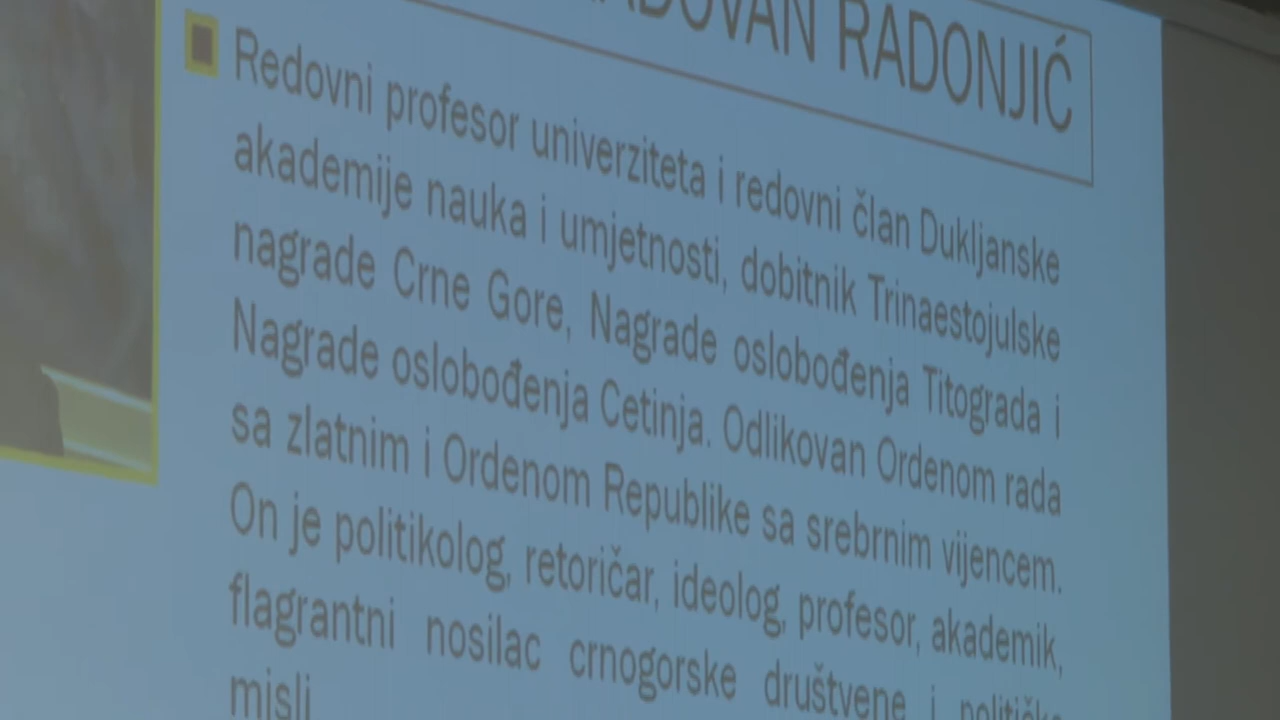 RADOVAN RADONJIĆ
Redovni profesor univerziteta i redovni član Dukljanske
akademije nauka i umjetnosti, dobitnik Trinaestojulske
nagrade Crne Gore, Nagrade oslobođenja Titograda i
Nagrade oslobođenja Cetinja. Odlikovan Ordenom rada
sa zlatnim i Ordenom Republike sa srebrnim vijencem.
On je politikolog, retoričar, ideolog, profesor, akademik,
flagrantni nosilac crnogorske društvene i političke
misli